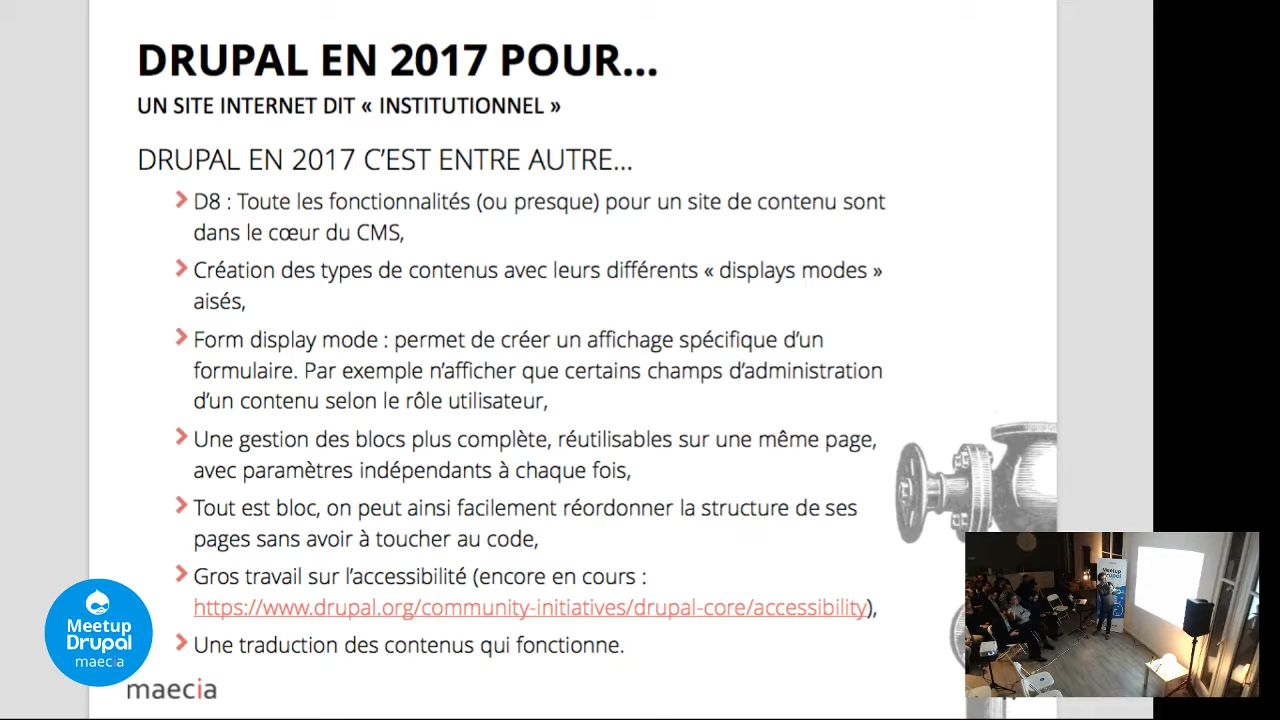 DRUPAL EN 2017 POUR...
UN SITE INTERNET DIT « INSTITUTIONNEL »
DRUPAL EN 2017 C'EST ENTRE AUTRE...
D8 : Toute les fonctionnalités (ou presque) pour un site de contenu sont
dans le cœur du CMS,
Création des types de contenus avec leurs différents « displays modes »
aisés,
Form display mode : permet de créer un affichage spécifique d'un
formulaire. Par exemple n'afficher que certains champs d'administration
d'un contenu selon le rôle utilisateur,
Une gestion des blocs plus complète, réutilisables sur une même page,
avec paramètres indépendants à chaque fois,
Tout est bloc, on peut ainsi facilement réordonner la structure de ses
pages sans avoir à toucher au code,
Gros travail sur l'accessibilité (encore en cours :
https://www.drupal.org/community-initiatives/drupal-core/accessibility),
Une traduction des contenus qui fonctionne.
Meetup
Drupal
maecia
maecia
Meetup
Drupal